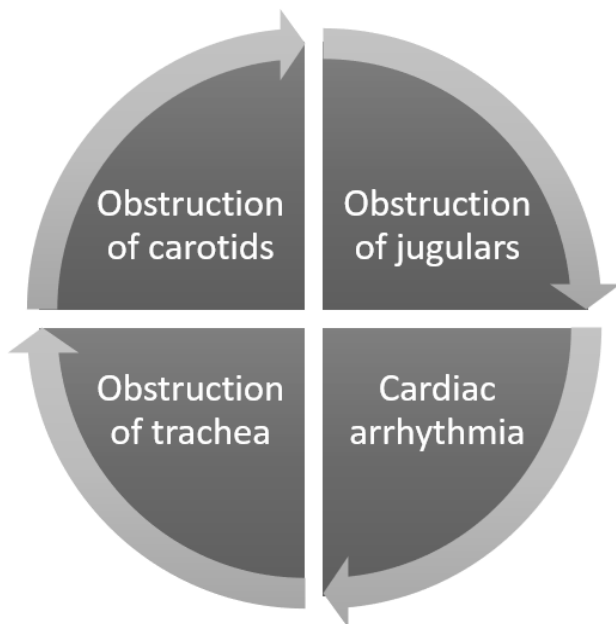 Obstruction
of carotids
Obstruction
of jugulars
Obstruction
of trachea
Cardiac
arrhythmia